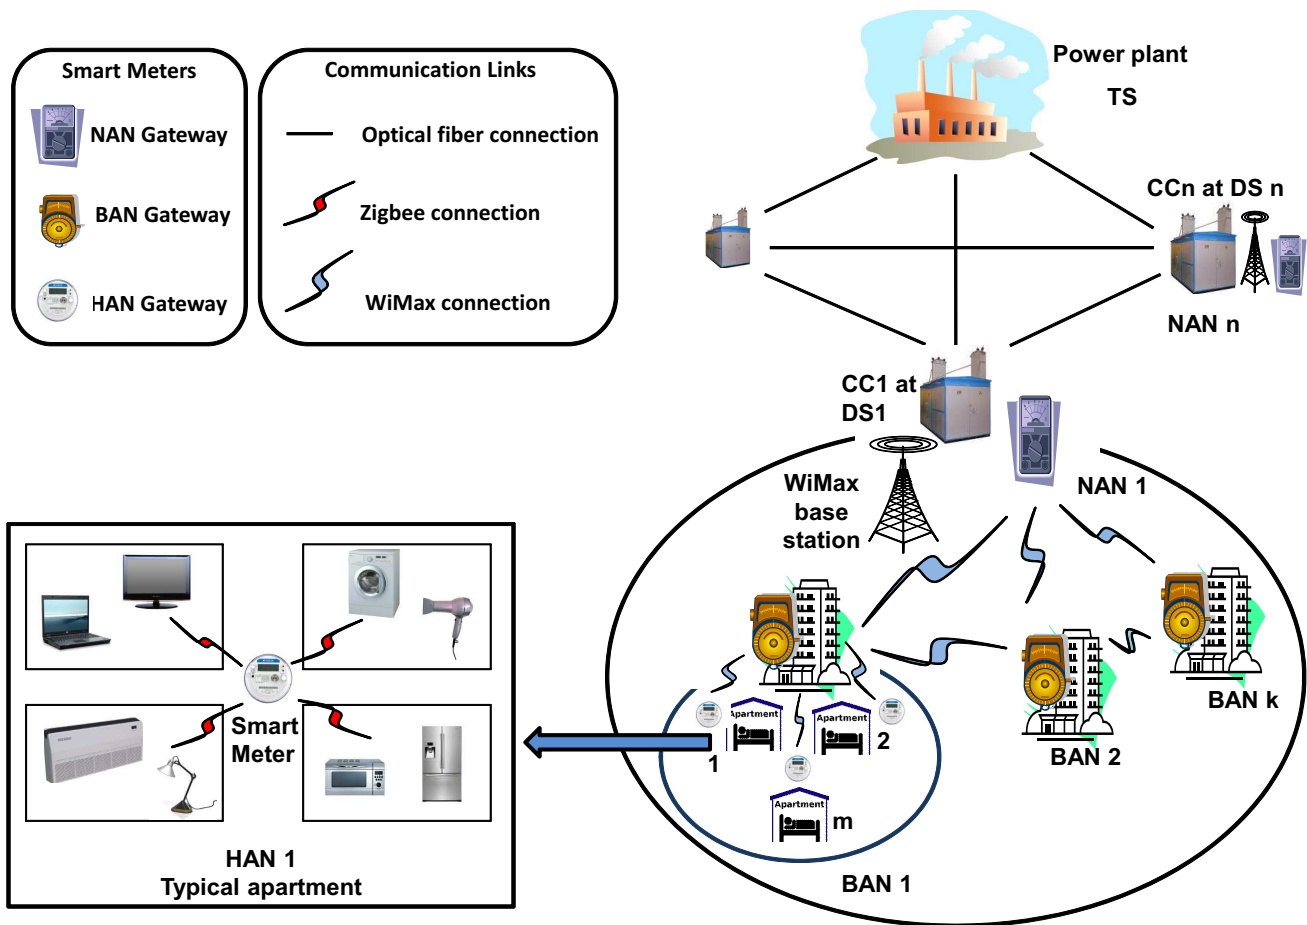 Smart Meters
NAN Gateway
BAN Gateway
HAN Gateway
Communication Links
Optical fiber connection
Zigbee connection
WiMax connection
Power plant
TS
CCn at DS n
NAN n
CC1 at
DS1
WiMax
base
station
NAN 1
BAN k
BAN 2
Apartment
1
Apartment
2
Apartment
m
BAN 1
Smart
Meter
HAN 1
Typical apartment